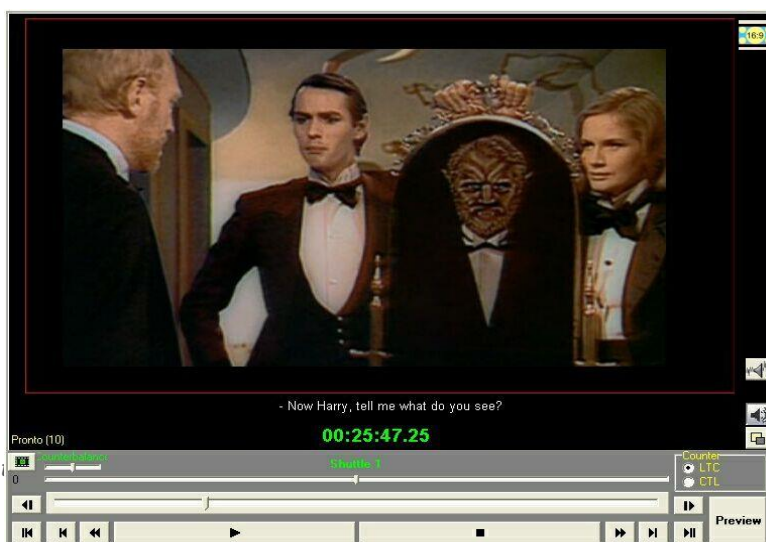 16:9
- Now Harry, tell me what do you see?
Pronto (10)
00:25:47.25
Counterbalance
Shuttle 1
Counter
LTC
CTL
0
Preview